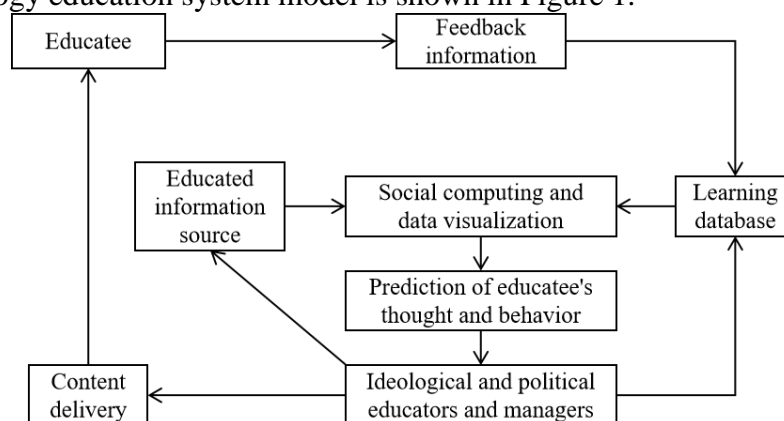 ogy education system model is shown in Figure 1.
Educatee
Feedback
information
Educated
information
source
Social computing and
data visualization
Learning
database
Prediction of educatee's
thought and behavior
Content
delivery
Ideological and political
educators and managers